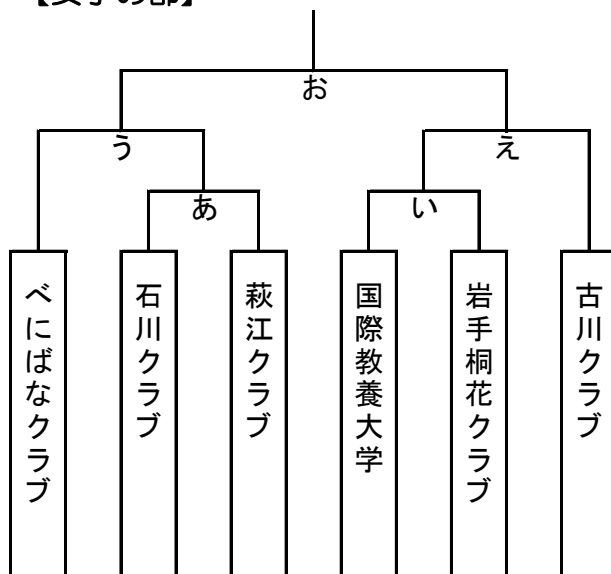 【女子の部】
お
う
え
あ
い
べにばなクラブ
石川クラブ
萩江クラブ
国際教養大学
岩手桐花クラブ
古川クラブ